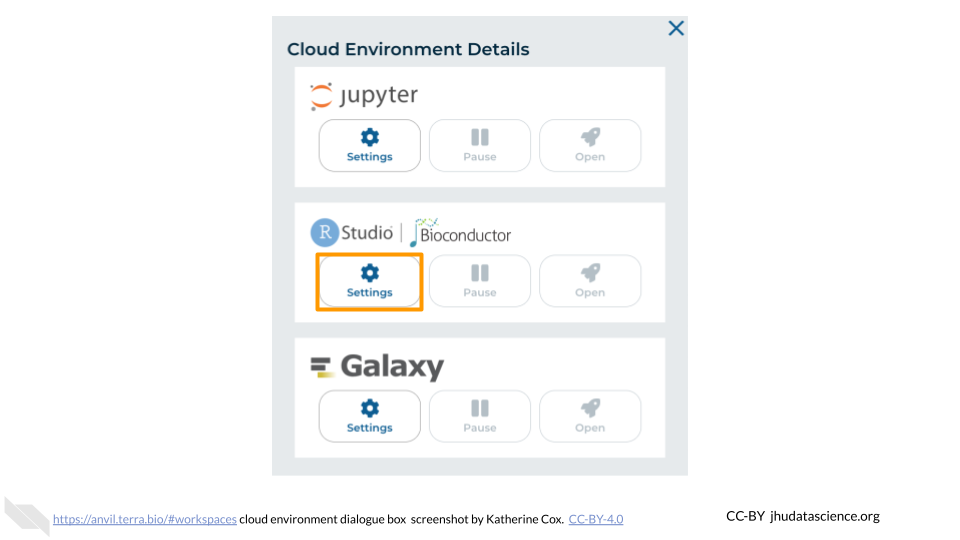 Cloud Environment Details
jupyter
Settings
Pause
Open
R Studio | Bioconductor
Settings
Pause
Open
Galaxy
Settings
Pause
Open
https://anvil.terra.bio/#workspaces cloud environment dialogue box screenshot by Katherine Cox. CC-BY-4.0
CC-BY jhudatascience.org